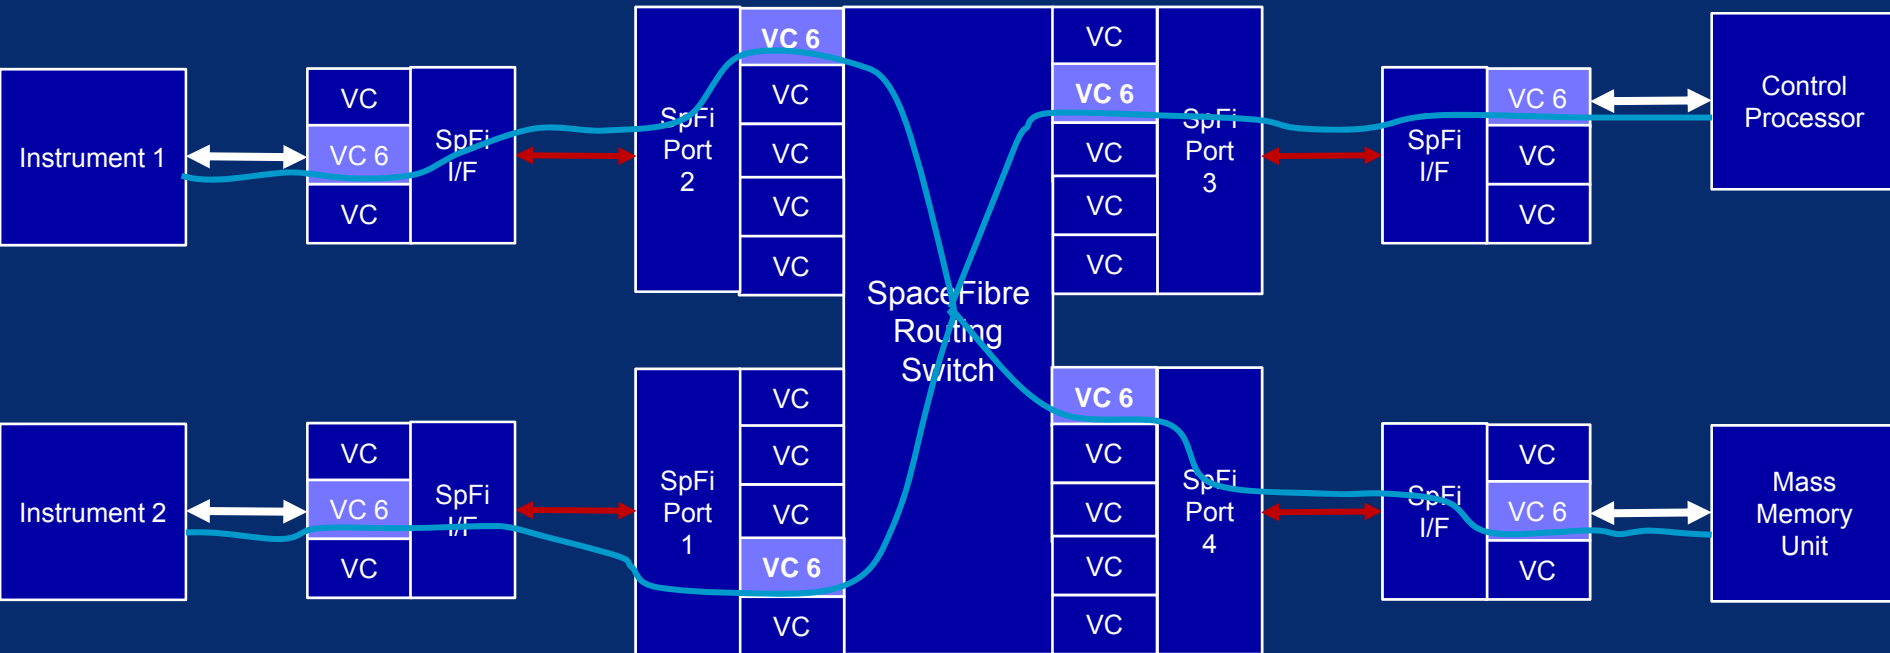 Instrument 1
VC
VC 6
VC
SpFi
I/F
SpFi
Port
2
VC 6
VC
VC
VC
VC
SpaceFibre
Routing
Switch
VC
VC 6
VC
VC
VC
SpFi
Port
3
SpFi
I/F
VC 6
VC
VC
Control
Processor
Instrument 2
VC
VC 6
VC
SpFi
I/F
SpFi
Port
1
VC
VC
VC
VC 6
VC
VC 6
VC
VC
VC
VC
SpFi
Port
4
SpFi
I/F
VC
VC 6
VC
Mass
Memory
Unit